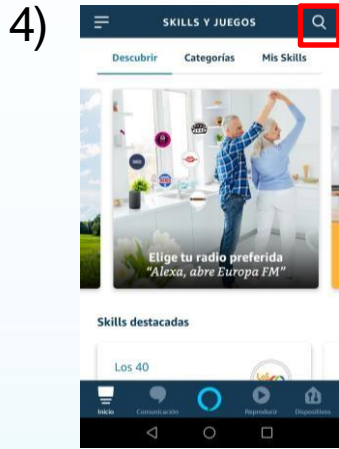 4)
SKILLS Y JUEGOS
Descubrir Categorías Mis Skills
Elige tu radio preferida
“Alexa, abre Europa FM”
Skills destacadas
Los 40
Inicio Comunicación Reproducir Dispositivos